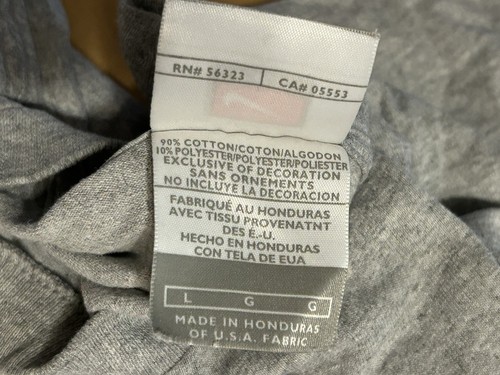 RN# 56323 CA# 05553
90% COTTON/COTON/ALGODON
10% POLYESTER/POLYESTER/POLIESTER
EXCLUSIVE OF DECORATION
SANS ORNEMENTS
NO INCLUYE LA DECORACION
FABRIQUÉ AU HONDURAS
AVEC TISSU PROVENATNT
DES É.-U.
HECHO EN HONDURAS
CON TELA DE EUA
L G G
MADE IN HONDURAS
OF U.S.A. FABRIC